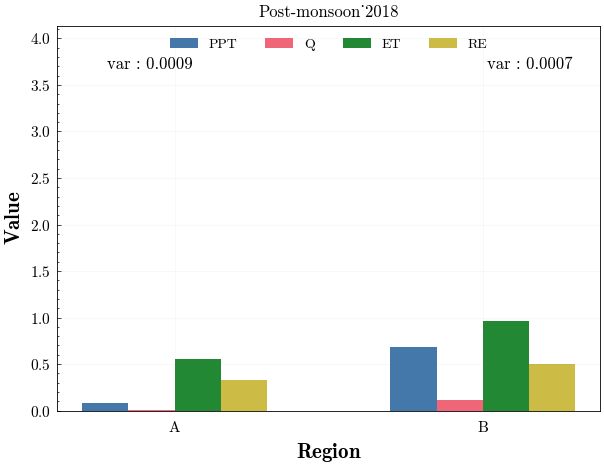 Post-monsoon˙2018
PPT Q ET RE
var : 0.0009 var : 0.0007
4.0
3.5
3.0
2.5
2.0
1.5
1.0
0.5
0.0
Value
A B
Region